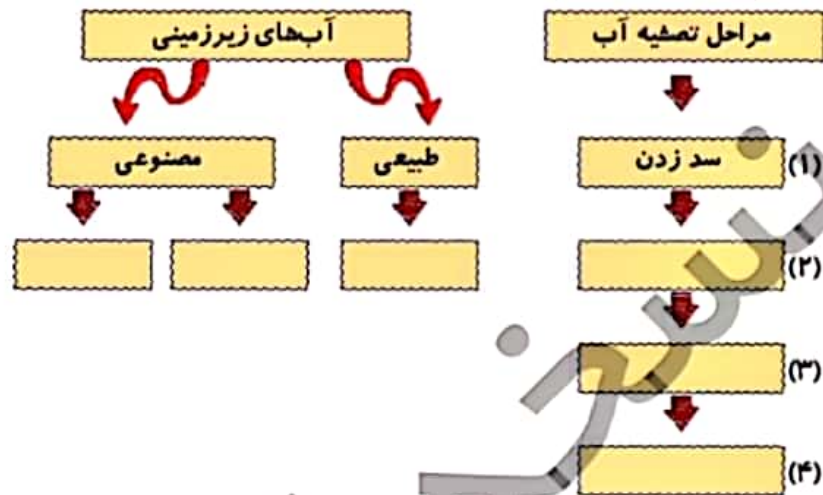 مراحل تصفیه آب
(۱) سد زدن
(۲)
(۳)
(۴)
آب‌های زیرزمینی
طبیعی
مصنوعی